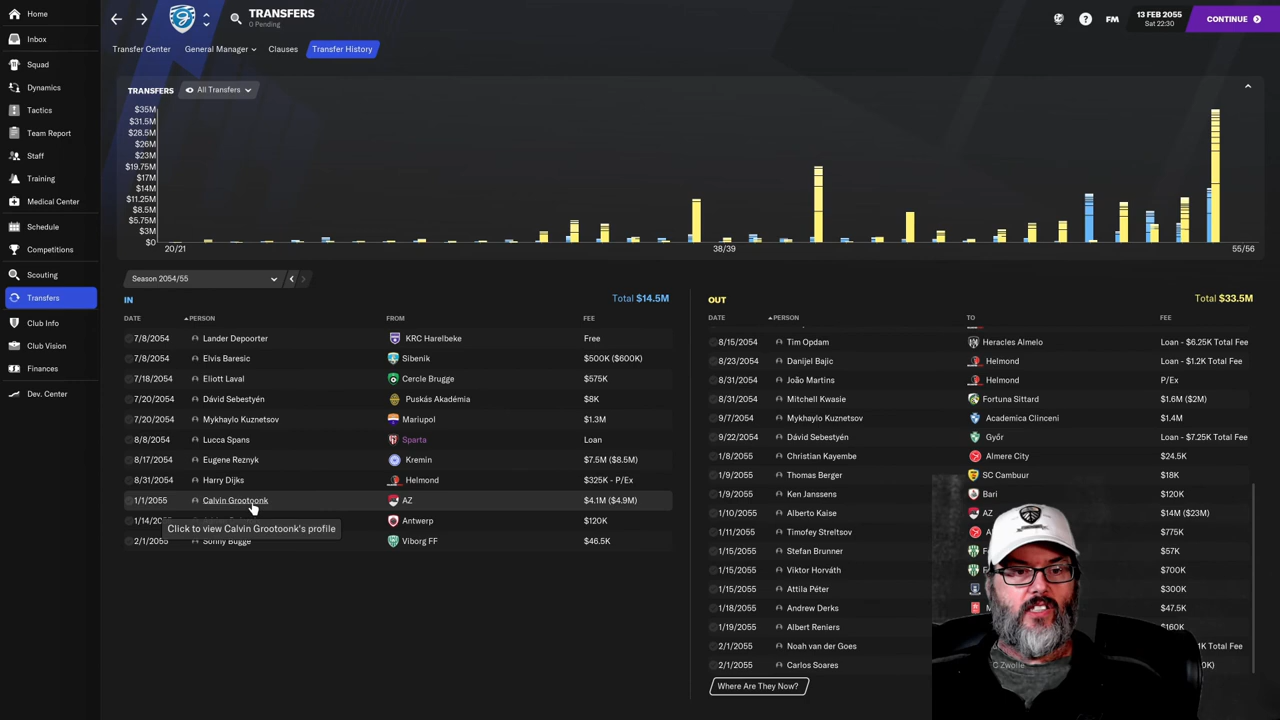 Home
Inbox
Squad
Dynamics
Tactics
Team Report
Staff
Training
Medical Center
Schedule
Competitions
Scouting
Transfers
Club Info
Club Vision
Finances
Dev. Center
TRANSFERS
0 Pending
FM
13 FEB 2055
Sat 22:30
CONTINUE
Transfer Center
General Manager
Clauses
Transfer History
TRANSFERS
All Transfers
$35M
$31.5M
$28.5M
$26M
$23M
$19.75M
$17M
$14M
$11.25M
$8.5M
$5.75M
$3M
$0
20/21
38/39
55/56
Season 2054/55
IN
Total $14.5M
DATE PERSON FROM FEE
7/8/2054 Lander Depoorter KRC Harelbeke Free
7/8/2054 Elvis Baresic Sibenik $500K ($600K)
7/18/2054 Eliott Laval Cercle Brugge $575K
7/20/2054 Dávid Sebestyén Puskás Akadémia $8K
7/20/2054 Mykhaylo Kuznetsov Mariupol $1.3M
8/8/2054 Lucca Spans Sparta Loan
8/17/2054 Eugene Reznyk Kremin $7.5M ($8.5M)
8/31/2054 Harry Dijks Helmond $325K - P/Ex
1/1/2055 Calvin Grootoonk AZ $4.1M ($4.9M)
Antwerp $120K
Click to view Calvin Grootoonk's profile
2/1/2055 Sonny Bugge Viborg FF $46.5K
OUT
Total $33.5M
DATE PERSON TO FEE
8/15/2054 Tim Opdam Heracles Almelo Loan - $6.25K Total Fee
8/23/2054 Danijel Bajic Helmond Loan - $1.2K Total Fee
8/31/2054 João Martins Helmond P/Ex
8/31/2054 Mitchell Kwasie Fortuna Sittard $1.6M ($2M)
9/7/2054 Mykhaylo Kuznetsov Academica Clinceni $1.4M
9/22/2054 Dávid Sebestyén Győr Loan - $7.25K Total Fee
1/8/2055 Christian Kayembe Almere City $24.5K
1/9/2055 Thomas Berger SC Cambuur $18K
1/9/2055 Ken Janssens Bari $120K
1/10/2055 Alberto Kaise AZ $14M ($23M)
1/11/2055 Timofey Streltsov $775K
1/15/2055 Stefan Brunner $57K
1/15/2055 Viktor Horváth $700K
1/15/2055 Attila Péter $300K
1/18/2055 Andrew Derks $47.5K
1/19/2055 Albert Reniers $160K
2/1/2055 Noah van der Goes Total Fee
2/1/2055 Carlos Soares Zwolle
Where Are They Now?